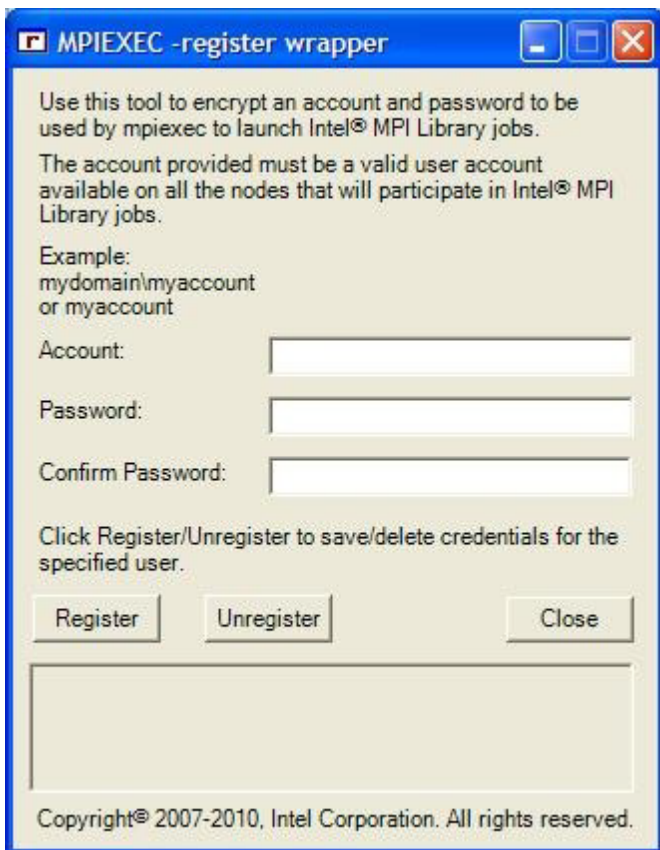 MPIEXEC -register wrapper
Use this tool to encrypt an account and password to be
used by mpiexec to launch Intel® MPI Library jobs.
The account provided must be a valid user account
available on all the nodes that will participate in Intel® MPI
Library jobs.
Example:
mydomain\myaccount
or myaccount
Account:
Password:
Confirm Password:
Click Register/Unregister to save/delete credentials for the
specified user.
Register Unregister Close
Copyright© 2007-2010, Intel Corporation. All rights reserved.